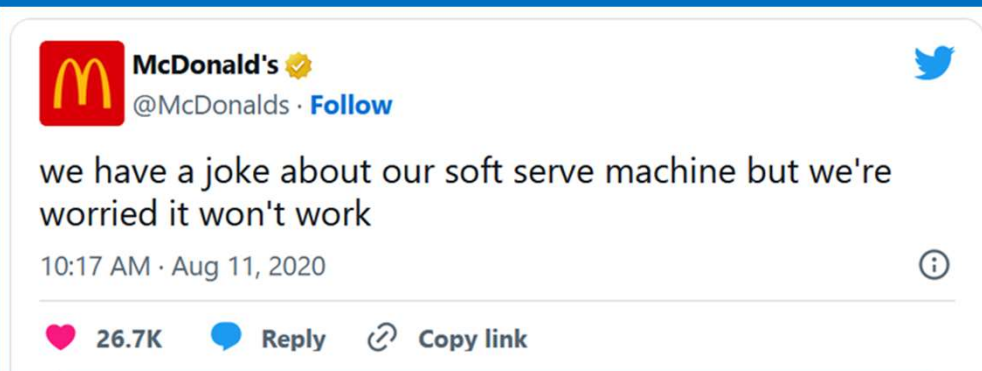 McDonald's
@McDonalds · Follow
we have a joke about our soft serve machine but we're
worried it won't work
10:17 AM · Aug 11, 2020
26.7K Reply Copy link